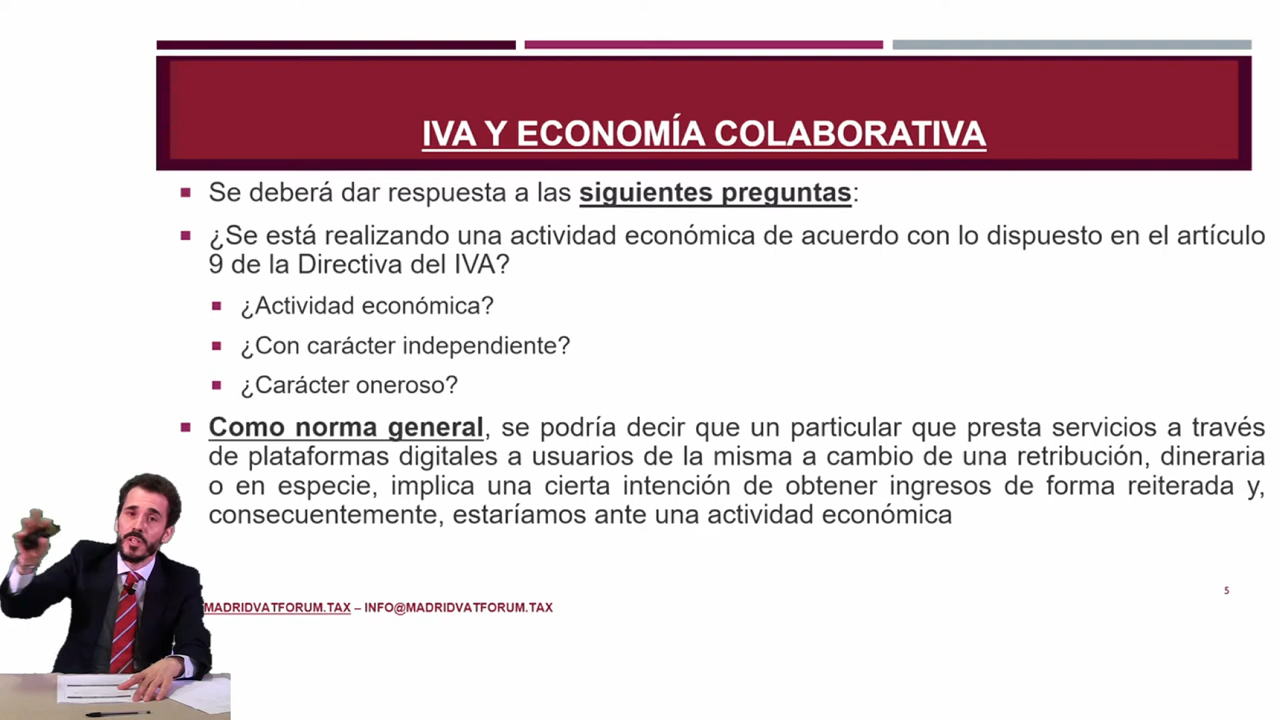 IVA Y ECONOMÍA COLABORATIVA
Se deberá dar respuesta a las siguientes preguntas:
¿Se está realizando una actividad económica de acuerdo con lo dispuesto en el artículo
9 de la Directiva del IVA?
¿Actividad económica?
¿Con carácter independiente?
¿Carácter oneroso?
Como norma general, se podría decir que un particular que presta servicios a través
de plataformas digitales a usuarios de la misma a cambio de una retribución, dineraria
o en especie, implica una cierta intención de obtener ingresos de forma reiterada y,
consecuentemente, estaríamos ante una actividad económica
5
MADRIDVATFORUM.TAX – INFO@MADRIDVATFORUM.TAX